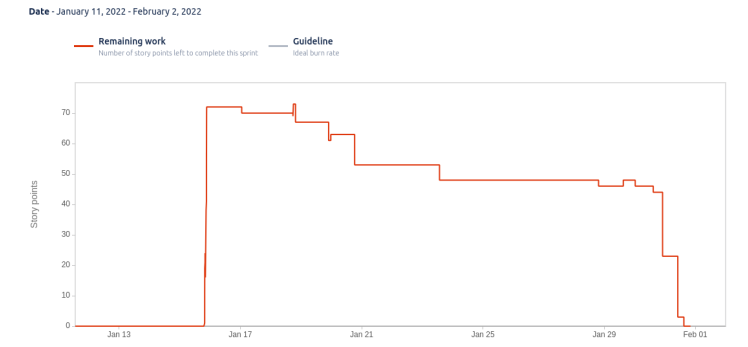 Date - January 11, 2022 - February 2, 2022
Remaining work
Number of story points left to complete this sprint
Guideline
Ideal burn rate
Story points
70
60
50
40
30
20
10
0
Jan 13
Jan 17
Jan 21
Jan 25
Jan 29
Feb 01